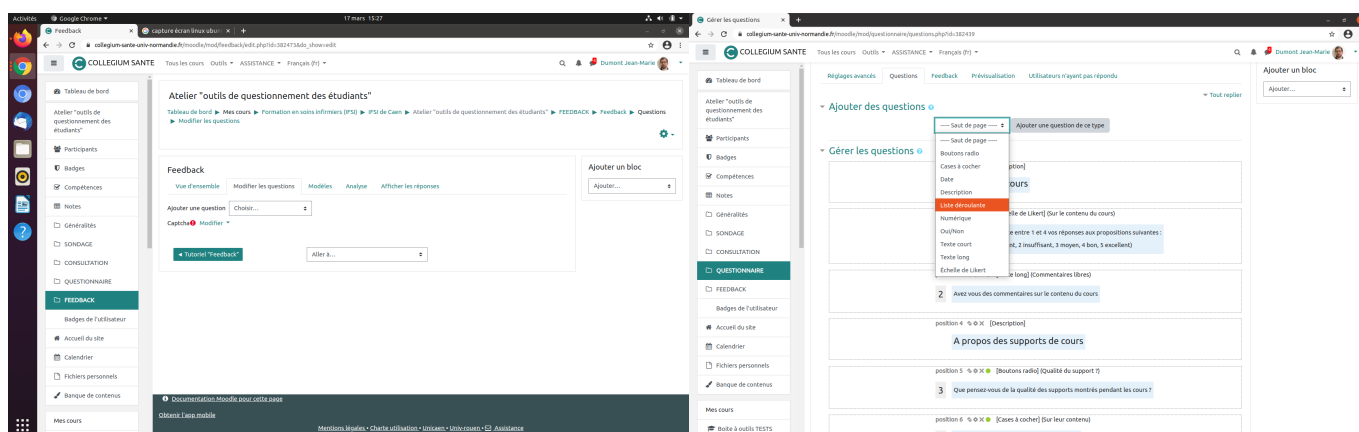 Activités
Google Chrome
17 mars 15:27
Feedback
capture écran linux ubun
collegium-sante-univ-normandie.fr/moodle/mod/feedback/edit.php?id=382473&do_show=edit
COLLEGIUM SANTE
Tous les cours Outils ASSISTANCE Français (fr)
Dumont Jean-Marie
Tableau de bord
Atelier "outils de questionnement des étudiants"
Participants
Badges
Compétences
Notes
Généralités
SONDAGE
CONSULTATION
QUESTIONNAIRE
FEEDBACK
Badges de l'utilisateur
Accueil du site
Calendrier
Fichiers personnels
Banque de contenus
Mes cours
Atelier "outils de questionnement des étudiants"
Tableau de bord ► Mes cours ► Formation en soins infirmiers (IFSI) ► IFSI de Caen ► Atelier "outils de questionnement des étudiants" ► FEEDBACK ► Feedback ► Questions
► Modifier les questions
Feedback
Vue d'ensemble Modifier les questions Modèles Analyse Afficher les réponses
Ajouter une question Choisir...
Captcha Modifier
◄ Tutoriel "Feedback"
Aller à...
Ajouter un bloc
Ajouter...
Documentation Moodle pour cette page
Obtenir l'app mobile
Mentions légales • Charte utilisation • Unicaen • Univ-rouen • Assistance
Gérer les questions
collegium-sante-univ-normandie.fr/moodle/mod/questionnaire/questions.php?id=382439
COLLEGIUM SANTE
Tous les cours Outils ASSISTANCE Français (fr)
Dumont Jean-Marie
Tableau de bord
Atelier "outils de
questionnement des
étudiants"
Participants
Badges
Compétences
Notes
Généralités
SONDAGE
CONSULTATION
QUESTIONNAIRE
FEEDBACK
Badges de l'utilisateur
Accueil du site
Calendrier
Fichiers personnels
Banque de contenus
Mes cours
Boite à outils TESTS
Réglages avancés Questions Feedback Prévisualisation Utilisateurs n'ayant pas répondu
Tout replier
Ajouter des questions
----- Saut de page -----
Ajouter une question de ce type
----- Saut de page -----
Boutons radio
Cases à cocher
Date
Description
Liste déroulante
Numérique
Oui/Non
Texte court
Texte long
Échelle de Likert
Gérer les questions
ption]
ours
elle de Likert] (Sur le contenu du cours)
e entre 1 et 4 vos réponses aux propositions suivantes :
nt, 2 insuffisant, 3 moyen, 4 bon, 5 excellent)
e long] (Commentaires libres)
2 Avez vous des commentaires sur le contenu du cours
position 4 [Description]
A propos des supports de cours
position 5 [Boutons radio] (Qualité du support ?)
3 Que pensez-vous de la qualité des supports montrés pendant les cours ?
position 6 [Cases à cocher] (Sur leur contenu)
Ajouter un bloc
Ajouter...